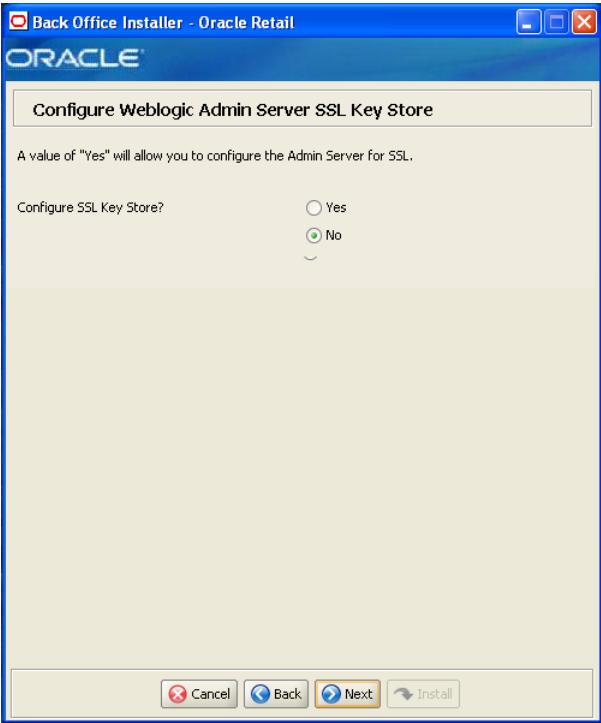 Back Office Installer - Oracle Retail
ORACLE
Configure Weblogic Admin Server SSL Key Store
A value of "Yes" will allow you to configure the Admin Server for SSL.
Configure SSL Key Store?
Yes
No
Cancel
Back
Next
Install